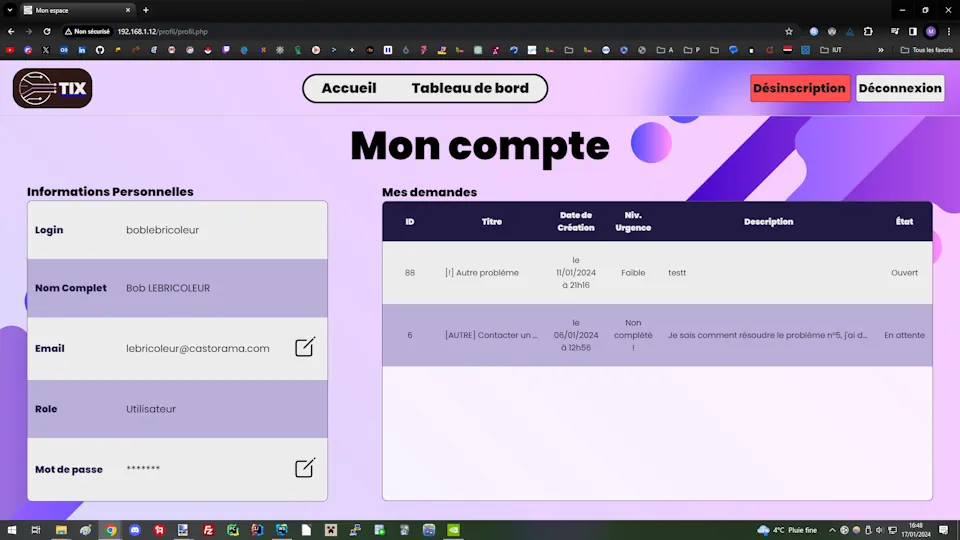 Mon espace
Non sécurisé
192.168.1.12/profil/profil.php
A
P
IUT
Tous les favoris
TIX
Accueil
Tableau de bord
Désinscription
Déconnexion
Mon compte
Informations Personnelles
Login
boblebricoleur
Nom Complet
Bob LEBRICOLEUR
Email
lebricoleur@castorama.com
Role
Utilisateur
Mot de passe
*******
Mes demandes
ID
Titre
Date de
Création
Niv.
Urgence
Description
État
88
[!] Autre problème
le
11/01/2024
à 21h16
Faible
testt
Ouvert
6
[AUTRE] Contacter un ...
le
06/01/2024
à 12h56
Non
complété
!
Je sais comment résoudre le problème n°5, j'ai d...
En attente
4°C Pluie fine
16:48
17/01/2024